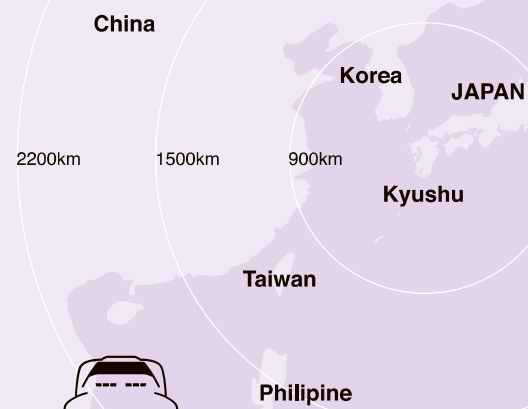 China
Korea
JAPAN
2200km
1500km
900km
Kyushu
Taiwan
Philipine